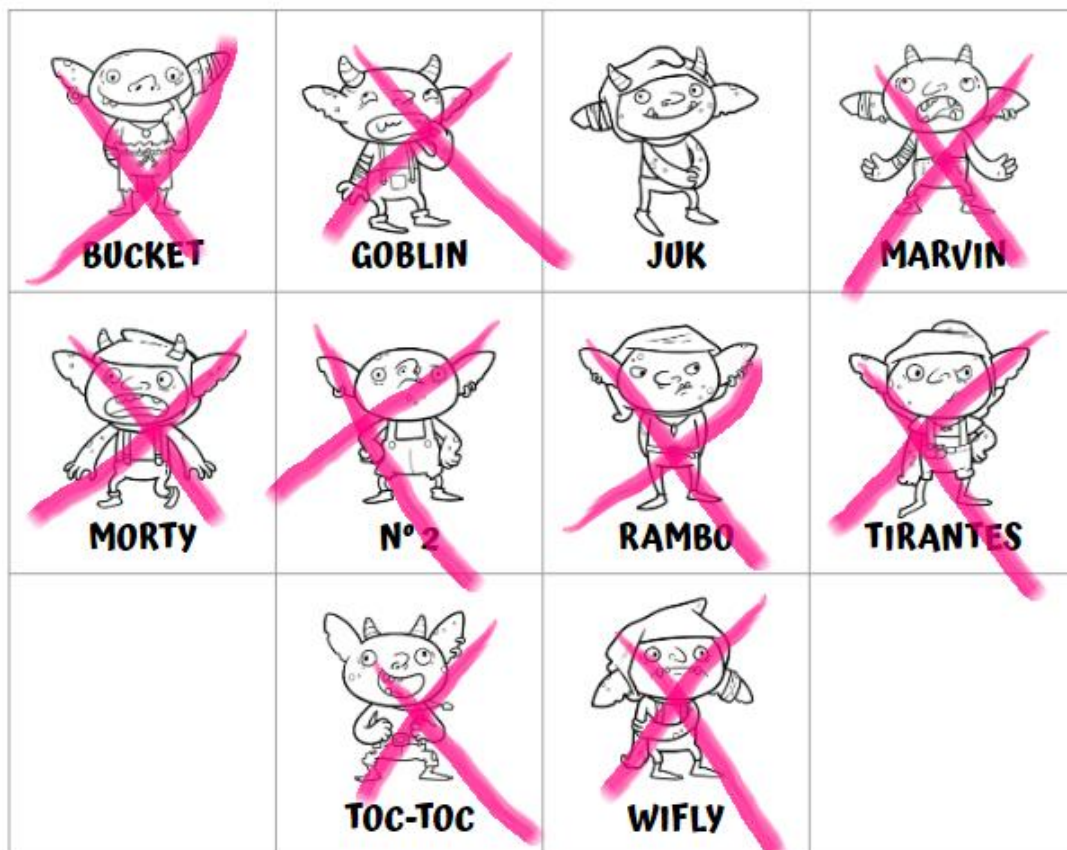 BUCKET
GOBLIN
JUK
MARVIN
MORTY
Nº 2
RAMBO
TIRANTES
TOC-TOC
WIFLY